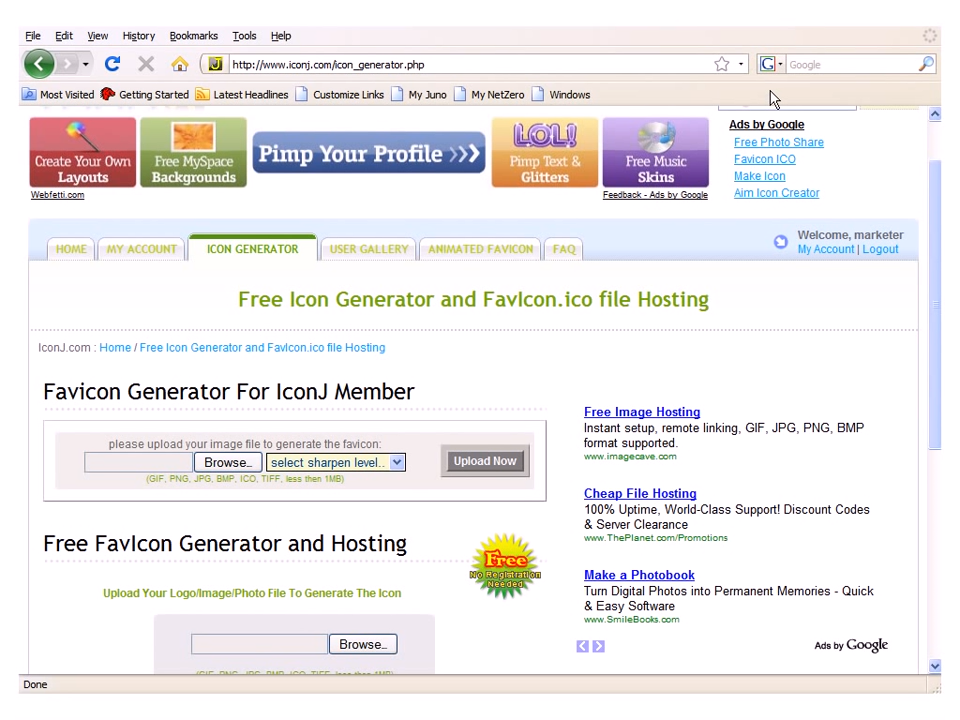 File Edit View History Bookmarks Tools Help
http://www.iconj.com/icon_generator.php
G Google
Most Visited Getting Started Latest Headlines Customize Links My Juno My NetZero Windows
Create Your Own
Layouts
Free MySpace
Backgrounds
Pimp Your Profile >>>
LOL!
Pimp Text &
Glitters
Free Music
Skins
Webfetti.com
Feedback - Ads by Google
Ads by Google
Free Photo Share
Favicon ICO
Make Icon
Aim Icon Creator
HOME MY ACCOUNT ICON GENERATOR USER GALLERY ANIMATED FAVICON FAQ
Welcome, marketer
My Account | Logout
Free Icon Generator and FavIcon.ico file Hosting
IconJ.com : Home / Free Icon Generator and FavIcon.ico file Hosting
Favicon Generator For IconJ Member
please upload your image file to generate the favicon:
Browse... select sharpen level.. Upload Now
(GIF, PNG, JPG, BMP, ICO, TIFF, less then 1MB)
Free FavIcon Generator and Hosting
Free
No Registration
Needed
Upload Your Logo/Image/Photo File To Generate The Icon
Browse...
(GIF, PNG, JPG, BMP, ICO, TIFF, less then 1MB)
Free Image Hosting
Instant setup, remote linking, GIF, JPG, PNG, BMP
format supported.
www.imagecave.com
Cheap File Hosting
100% Uptime, World-Class Support! Discount Codes
& Server Clearance
www.ThePlanet.com/Promotions
Make a Photobook
Turn Digital Photos into Permanent Memories - Quick
& Easy Software
www.SmileBooks.com
Ads by Google
Done